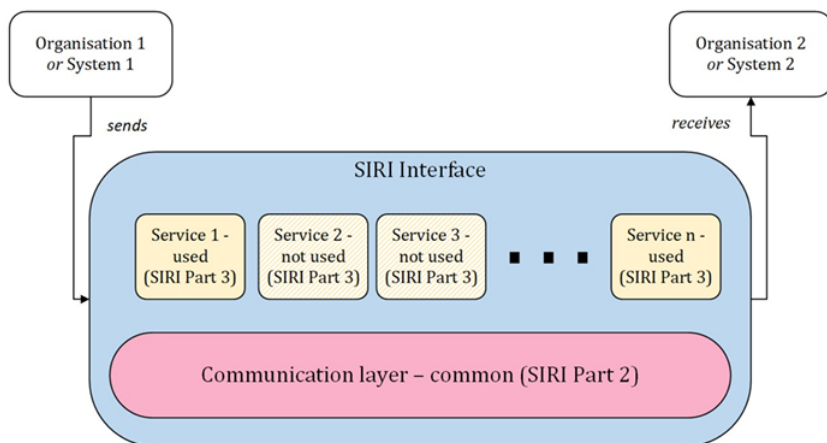 Organisation 1
or System 1
Organisation 2
or System 2
sends
receives
SIRI Interface
Service 1 -
used
(SIRI Part 3)
Service 2 -
not used
(SIRI Part 3)
Service 3 -
not used
(SIRI Part 3)
Service n -
used
(SIRI Part 3)
Communication layer – common (SIRI Part 2)